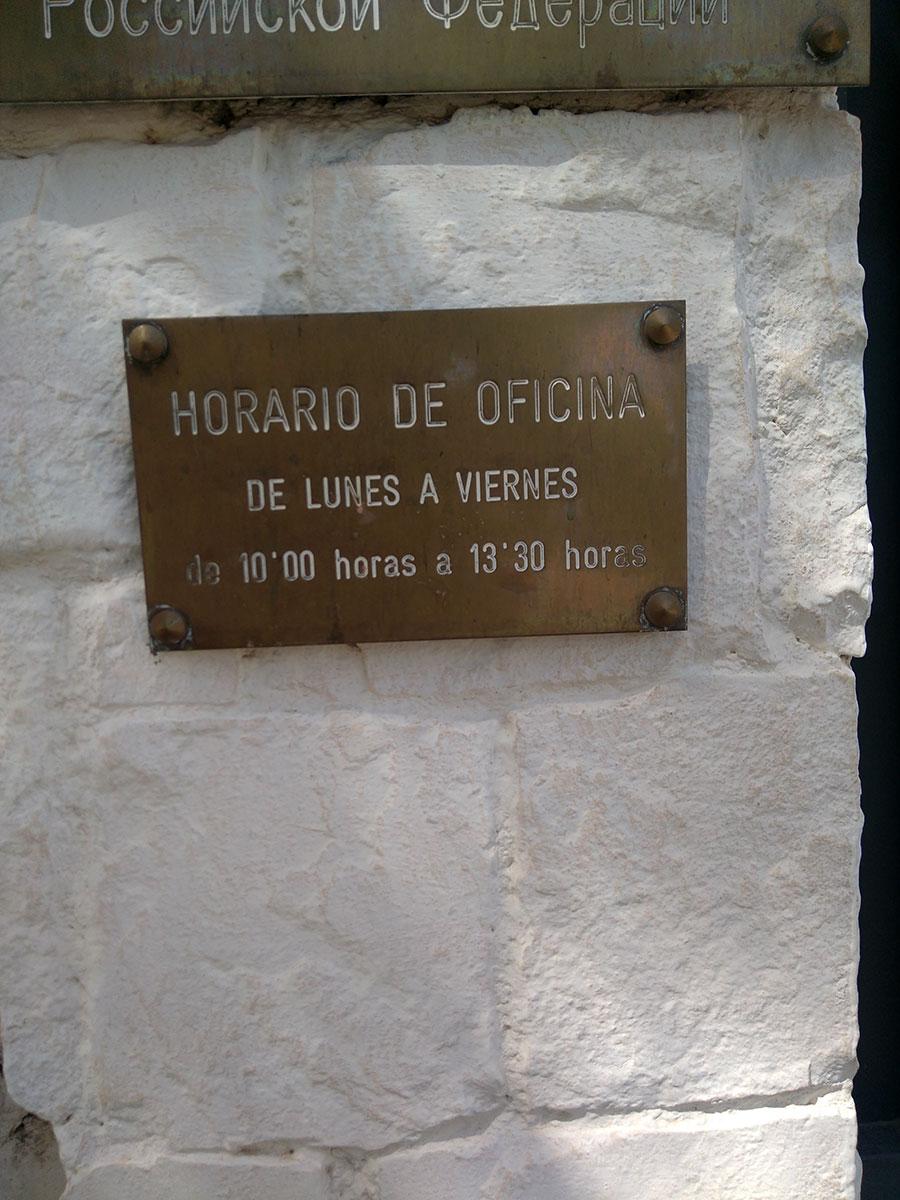 Российской Федерации
HORARIO DE OFICINA
DE LUNES A VIERNES
de 10'00 horas a 13'30 horas